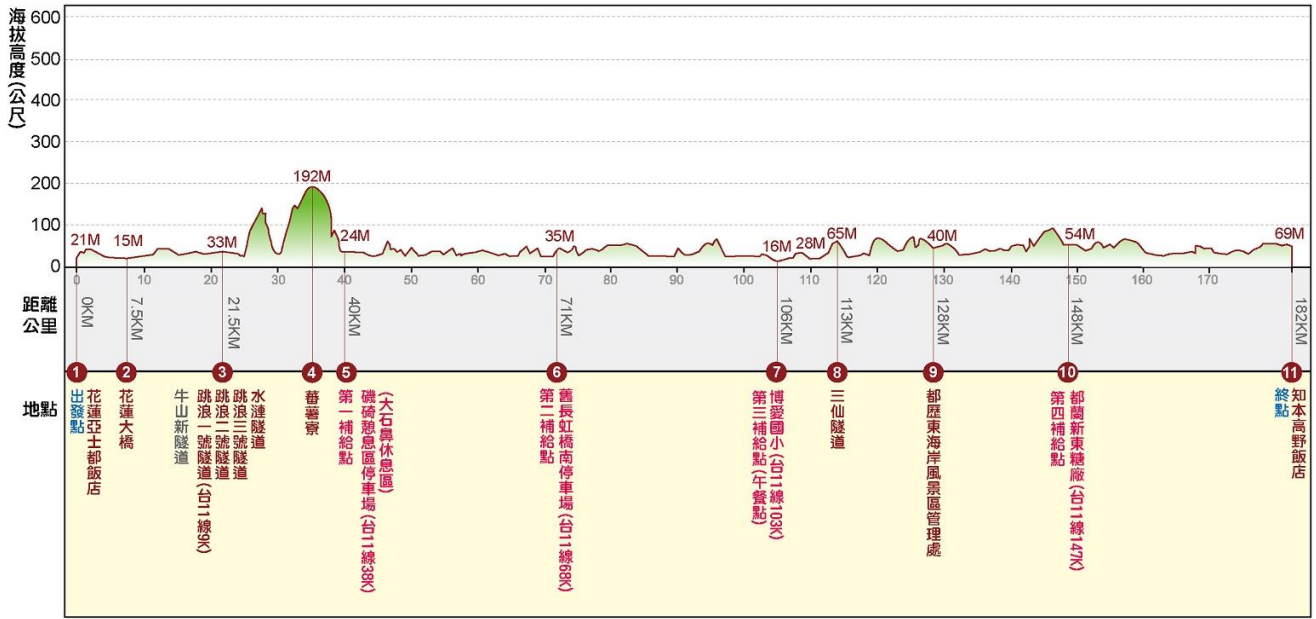 海拔高度(公尺)
600
500
400
300
200
100
0
192M
21M
15M
33M
24M
35M
16M
28M
65M
40M
54M
69M
0
10
20
30
40
50
60
70
80
90
100
110
120
130
140
150
160
170
距離
公里
0KM
7.5KM
21.5KM
40KM
71KM
106KM
113KM
128KM
148KM
182KM
1
2
3
4
5
6
7
8
9
10
11
地點
出發點
花蓮亞士都飯店
花蓮大橋
牛山新隧道
跳浪一號隧道(台11線9K)
跳浪二號隧道
跳浪三號隧道
水漣隧道
蕃薯寮
第一補給點
磯碕憩息區停車場(台11線38K)
(大石鼻休息區)
第二補給點
舊長虹橋南停車場(台11線68K)
第三補給點(午餐點)
博愛國小(台11線103K)
三仙隧道
都歷東海岸風景區管理處
第四補給點
都蘭新東糖廠(台11線147K)
終點
知本高野飯店